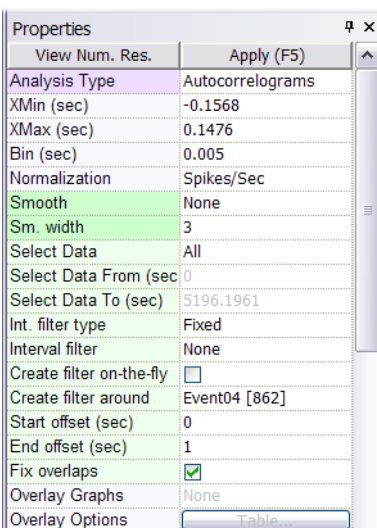 Properties
View Num. Res. Apply (F5)
Analysis Type Autocorrelograms
XMin (sec) -0.1568
XMax (sec) 0.1476
Bin (sec) 0.005
Normalization Spikes/Sec
Smooth None
Sm. width 3
Select Data All
Select Data From (sec 0
Select Data To (sec) 5196.1961
Int. filter type Fixed
Interval filter None
Create filter on-the-fly
Create filter around Event04 [862]
Start offset (sec) 0
End offset (sec) 1
Fix overlaps
Overlay Graphs None
Overlay Options Table...